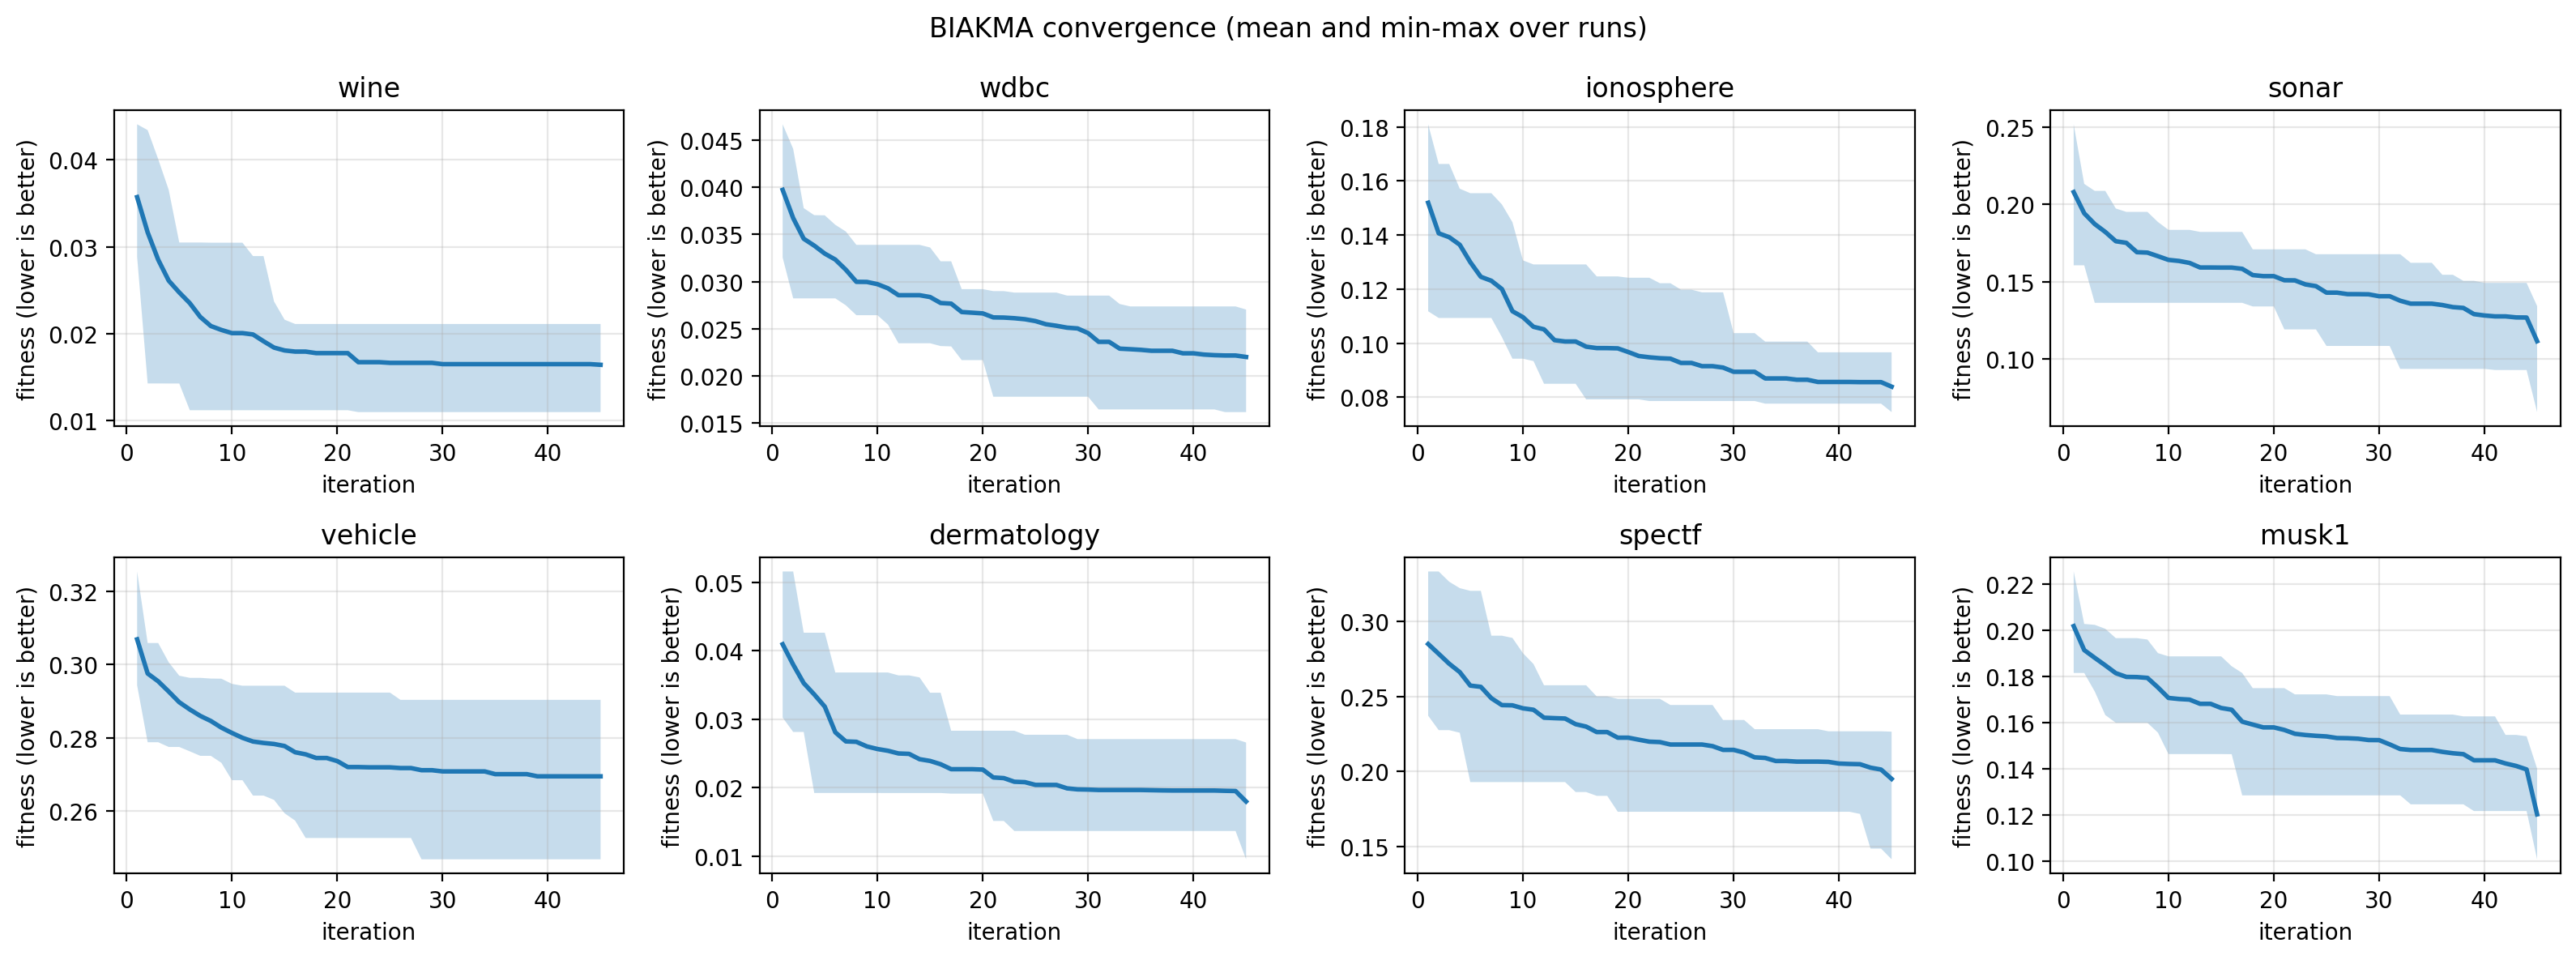 BIAKMA convergence (mean and min-max over runs)
wine
fitness (lower is better)
0.04
0.03
0.02
0.01
0 10 20 30 40
iteration
wdbc
fitness (lower is better)
0.045
0.040
0.035
0.030
0.025
0.020
0.015
0 10 20 30 40
iteration
ionosphere
fitness (lower is better)
0.18
0.16
0.14
0.12
0.10
0.08
0 10 20 30 40
iteration
sonar
fitness (lower is better)
0.25
0.20
0.15
0.10
0 10 20 30 40
iteration
vehicle
fitness (lower is better)
0.32
0.30
0.28
0.26
0 10 20 30 40
iteration
dermatology
fitness (lower is better)
0.05
0.04
0.03
0.02
0.01
0 10 20 30 40
iteration
spectf
fitness (lower is better)
0.30
0.25
0.20
0.15
0 10 20 30 40
iteration
musk1
fitness (lower is better)
0.22
0.20
0.18
0.16
0.14
0.12
0.10
0 10 20 30 40
iteration